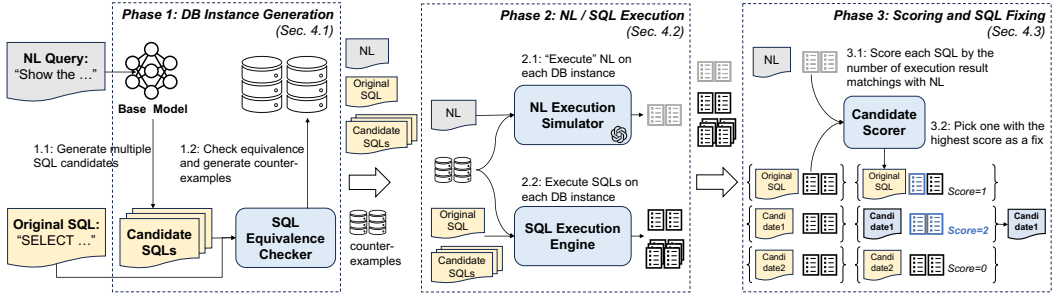 Phase 1: DB Instance Generation
(Sec. 4.1)
NL Query:
“Show the …”
Base Model
1.1: Generate multiple
SQL candidates
1.2: Check equivalence
and generate counter-
examples
Original SQL:
“SELECT …”
Candidate
SQLs
SQL
Equivalence
Checker
NL
Original
SQL
Candidate
SQLs
counter-
examples
Phase 2: NL / SQL Execution
(Sec. 4.2)
2.1: “Execute” NL on
each DB instance
NL
NL Execution
Simulator
2.2: Execute SQLs on
each DB instance
Original
SQL
Candidate
SQLs
SQL Execution
Engine
Phase 3: Scoring and SQL Fixing
(Sec. 4.3)
NL
3.1: Score each SQL by the
number of execution result
matchings with NL
Candidate
Scorer
3.2: Pick one with the
highest score as a fix
Original
SQL
Original
SQL
Score=1
Candi
date1
Candi
date1
Score=2
Candi
date1
Candi
date2
Candi
date2
Score=0